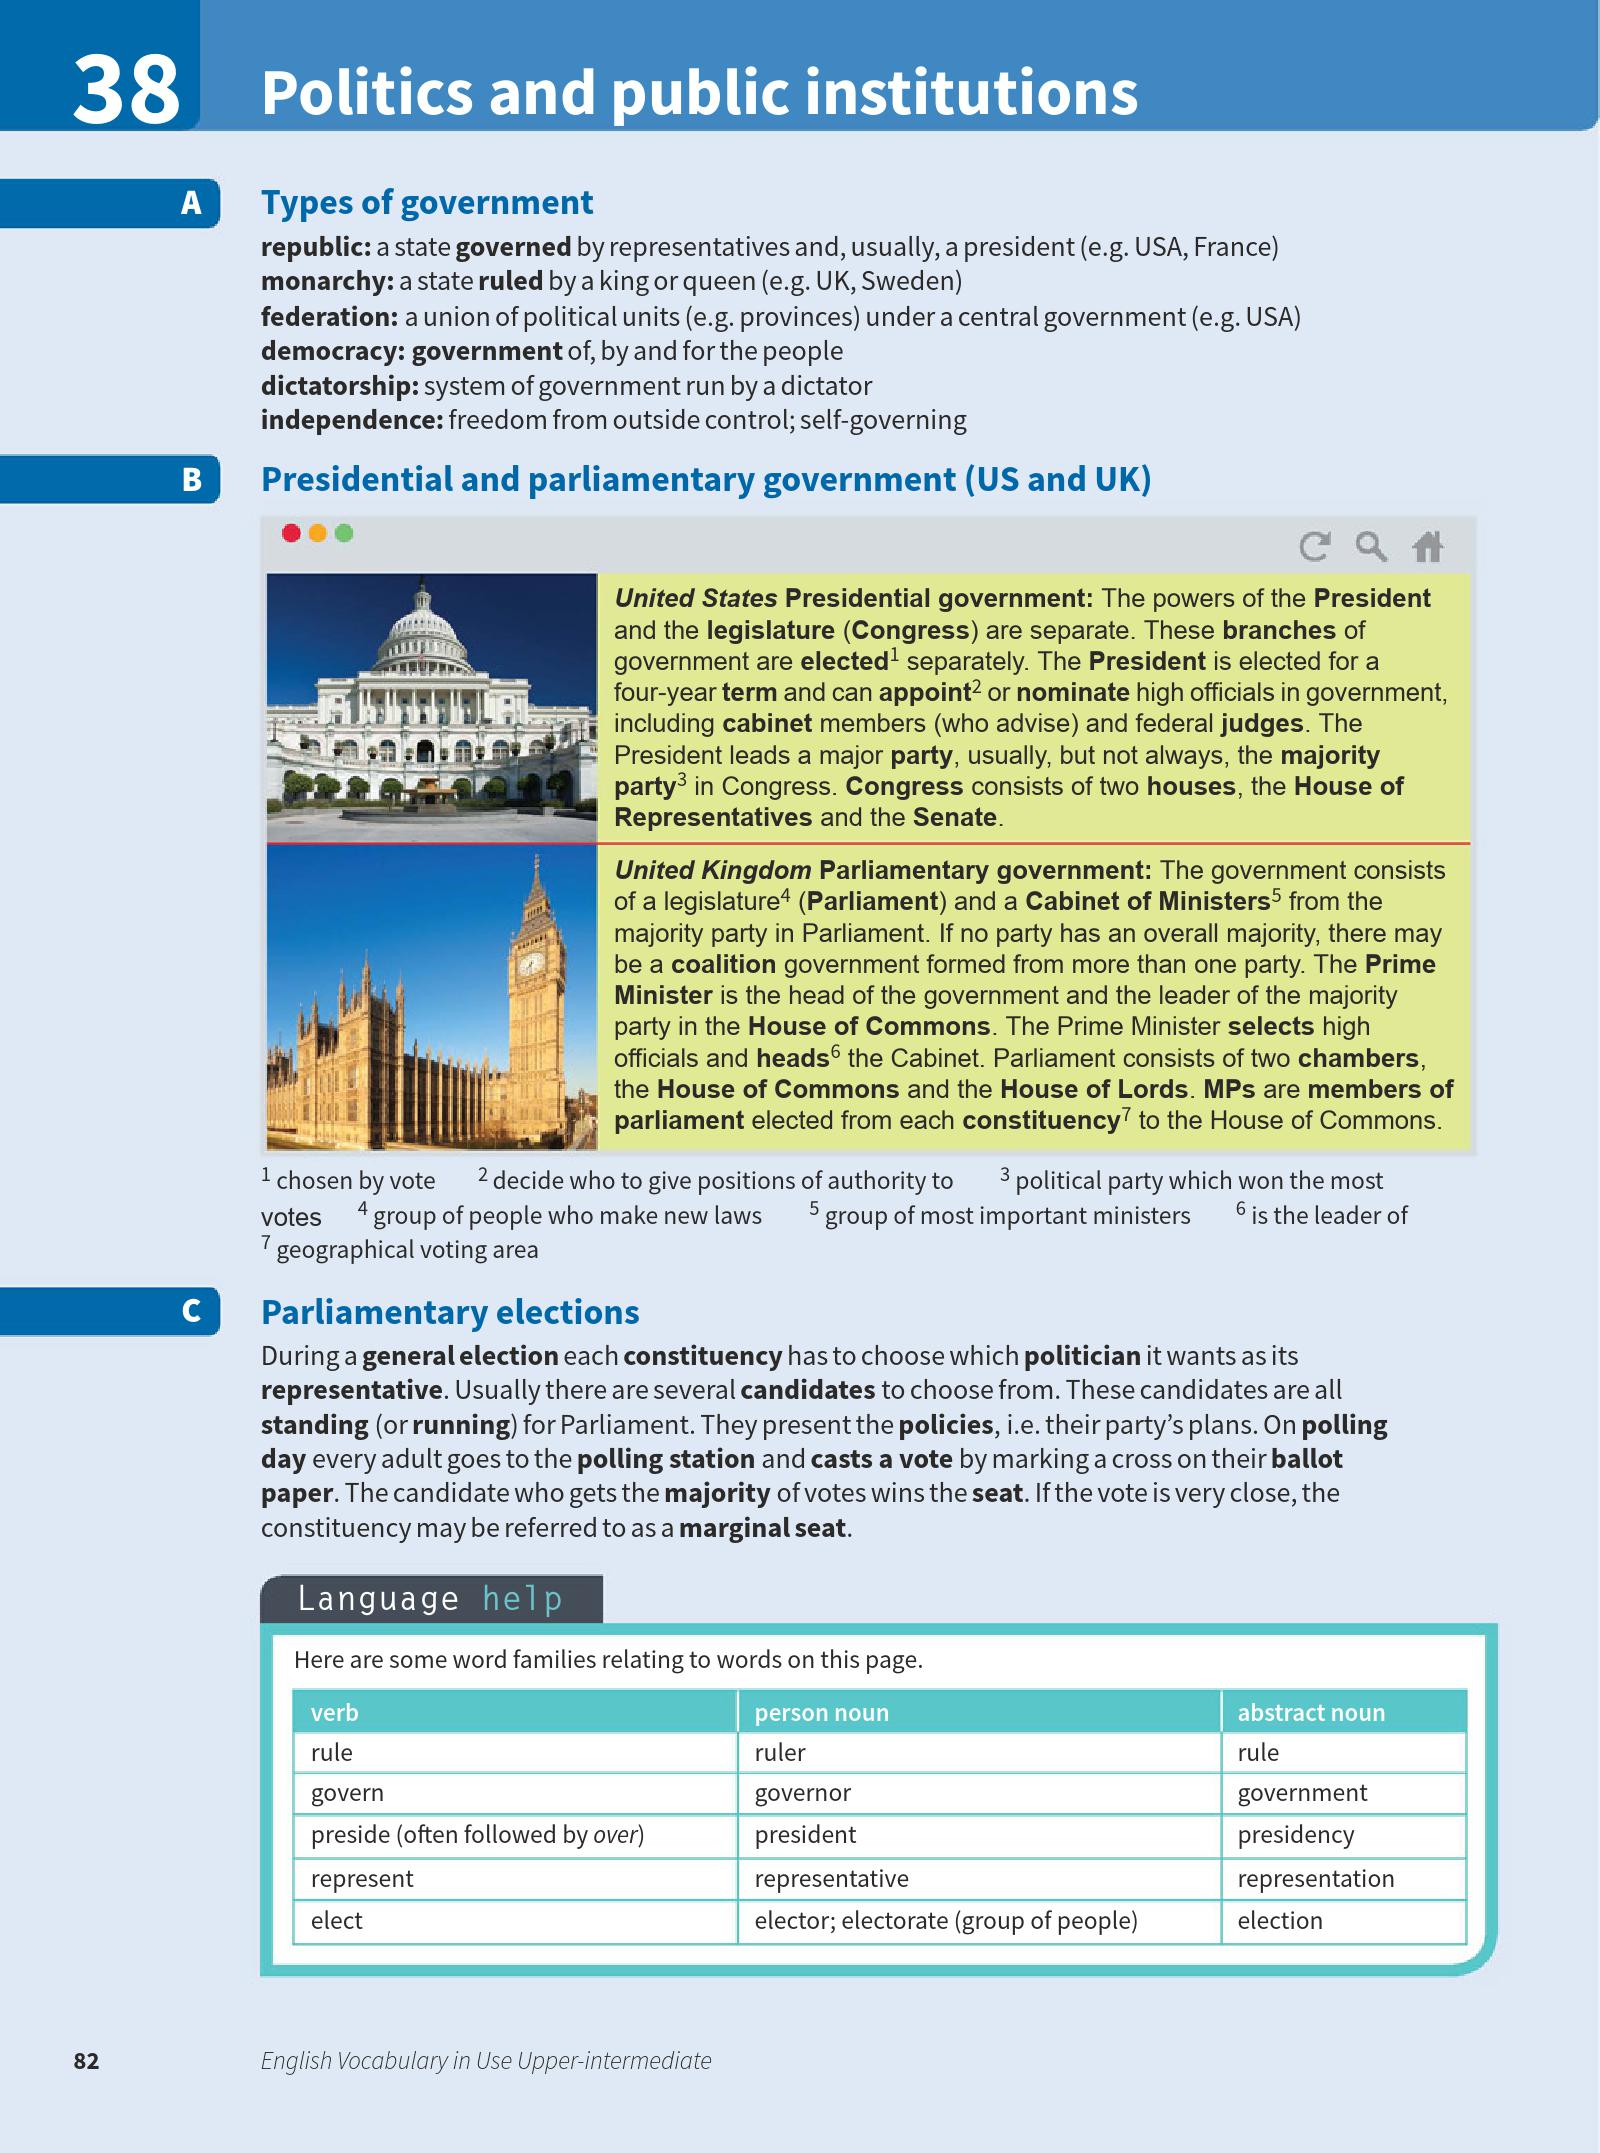 38
Politics and public institutions
A
Types of government
republic: a state governed by representatives and, usually, a president (e.g. USA, France)
monarchy: a state ruled by a king or queen (e.g. UK, Sweden)
federation: a union of political units (e.g. provinces) under a central government (e.g. USA)
democracy: government of, by and for the people
dictatorship: system of government run by a dictator
independence: freedom from outside control; self-governing
B
Presidential and parliamentary government (US and UK)
United States Presidential government: The powers of the President
and the legislature (Congress) are separate. These branches of
government are elected¹ separately. The President is elected for a
four-year term and can appoint² or nominate high officials in government,
including cabinet members (who advise) and federal judges. The
President leads a major party, usually, but not always, the majority
party³ in Congress. Congress consists of two houses, the House of
Representatives and the Senate.
United Kingdom Parliamentary government: The government consists
of a legislature⁴ (Parliament) and a Cabinet of Ministers⁵ from the
majority party in Parliament. If no party has an overall majority, there may
be a coalition government formed from more than one party. The Prime
Minister is the head of the government and the leader of the majority
party in the House of Commons. The Prime Minister selects high
officials and heads⁶ the Cabinet. Parliament consists of two chambers,
the House of Commons and the House of Lords. MPs are members of
parliament elected from each constituency⁷ to the House of Commons.
¹ chosen by vote ² decide who to give positions of authority to ³ political party which won the most
votes ⁴ group of people who make new laws ⁵ group of most important ministers ⁶ is the leader of
⁷ geographical voting area
C
Parliamentary elections
During a general election each constituency has to choose which politician it wants as its
representative. Usually there are several candidates to choose from. These candidates are all
standing (or running) for Parliament. They present the policies, i.e. their party's plans. On polling
day every adult goes to the polling station and casts a vote by marking a cross on their ballot
paper. The candidate who gets the majority of votes wins the seat. If the vote is very close, the
constituency may be referred to as a marginal seat.
Language help
Here are some word families relating to words on this page.
verb person noun abstract noun
rule ruler rule
govern governor government
preside (often followed by over) president presidency
represent representative representation
elect elector; electorate (group of people) election
82 English Vocabulary in Use Upper-intermediate